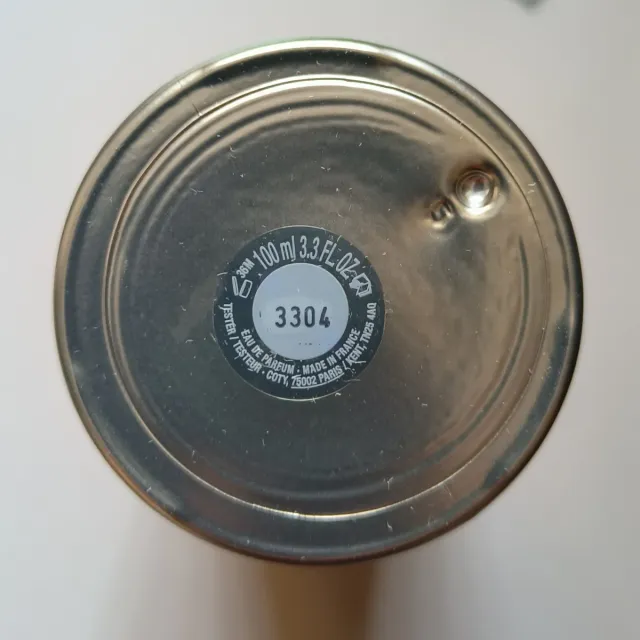 36M
100 ml 3.3 FL. OZ.
3304
TESTER / TESTEUR · COTY, 75002 PARIS / KENT TN25 4AQ
EAU DE PARFUM · MADE IN FRANCE